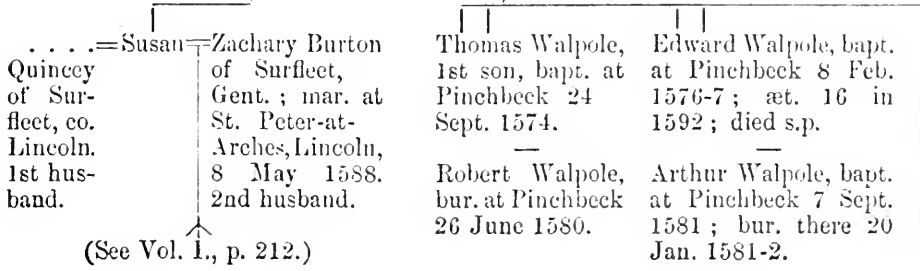 . . . . =Susan=Zachary Burton
Quincey of Surfleet,
of Sur- Gent. ; mar. at
fleet, co. St. Peter-at-
Lincoln. Arches, Lincoln,
1st hus- 8 May 1588.
band. 2nd husband.
(See Vol. I., p. 212.)
Thomas Walpole,
1st son, bapt. at
Pinchbeck 24
Sept. 1574.
—
Robert Walpole,
bur. at Pinchbeck
26 June 1580.
Edward Walpole, bapt.
at Pinchbeck 8 Feb.
1576-7 ; æt. 16 in
1592 ; died s.p.
—
Arthur Walpole, bapt.
at Pinchbeck 7 Sept.
1581 ; bur. there 20
Jan. 1581-2.